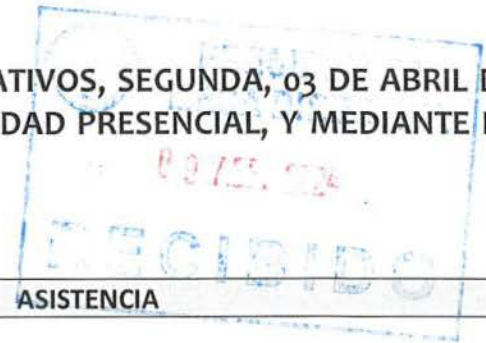 ATIVOS, SEGUNDA, 03 DE ABRIL
DAD PRESENCIAL, Y MEDIANTE
RECIBIDO
ASISTENCIA